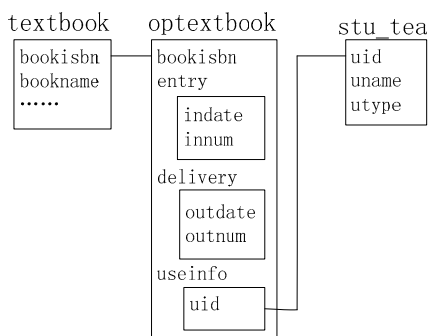 textbook
bookisbn
bookname
······
optextbook
bookisbn
entry
indate
innum
delivery
outdate
outnum
useinfo
uid
stu_tea
uid
uname
utype